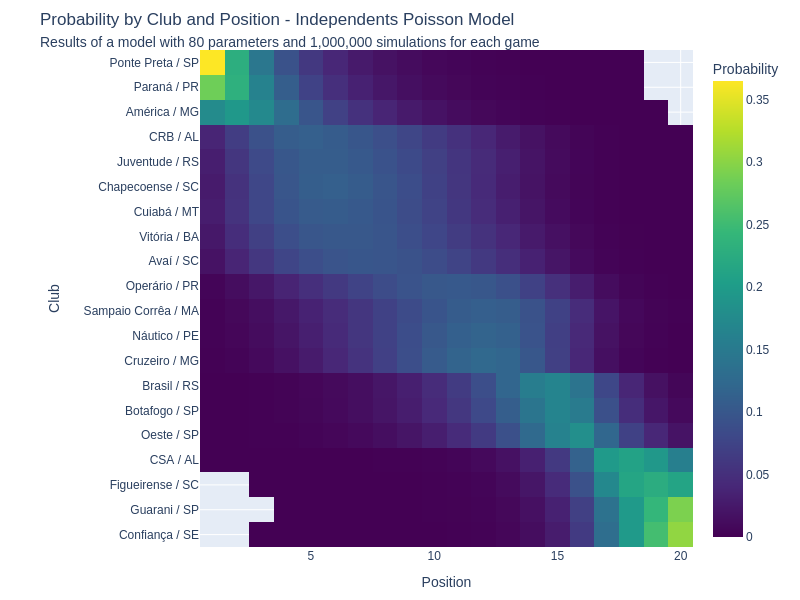 Probability by Club and Position - Independents Poisson Model
Results of a model with 80 parameters and 1,000,000 simulations for each game
Ponte Preta / SP
Paraná / PR
América / MG
CRB / AL
Juventude / RS
Chapecoense / SC
Cuiabá / MT
Vitória / BA
Avaí / SC
Operário / PR
Sampaio Corrêa / MA
Náutico / PE
Cruzeiro / MG
Brasil / RS
Botafogo / SP
Oeste / SP
CSA / AL
Figueirense / SC
Guarani / SP
Confiança / SE
Club
5
10
15
20
Position
Probability
0.35
0.3
0.25
0.2
0.15
0.1
0.05
0